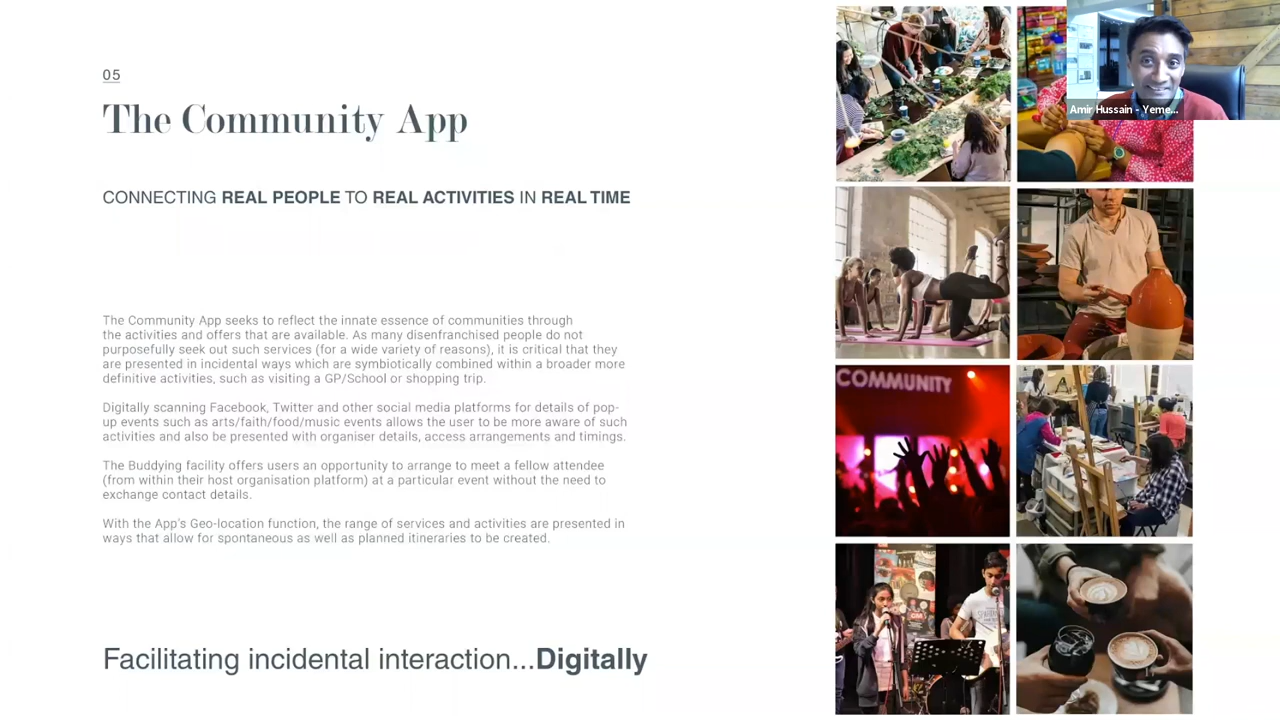 05
The Community App
CONNECTING REAL PEOPLE TO REAL ACTIVITIES IN REAL TIME
The Community App seeks to reflect the innate essence of communities through
the activities and offers that are available. As many disenfranchised people do not
purposefully seek out such services (for a wide variety of reasons), it is critical that they
are presented in incidental ways which are symbiotically combined within a broader more
definitive activities, such as visiting a GP/School or shopping trip.
Digitally scanning Facebook, Twitter and other social media platforms for details of pop-
up events such as arts/faith/food/music events allows the user to be more aware of such
activities and also be presented with organiser details, access arrangements and timings.
The Buddying facility offers users an opportunity to arrange to meet a fellow attendee
(from within their host organisation platform) at a particular event without the need to
exchange contact details.
With the App's Geo-location function, the range of services and activities are presented in
ways that allow for spontaneous as well as planned itineraries to be created.
Facilitating incidental interaction...Digitally
Amir Hussain - Yeme...
COMMUNITY